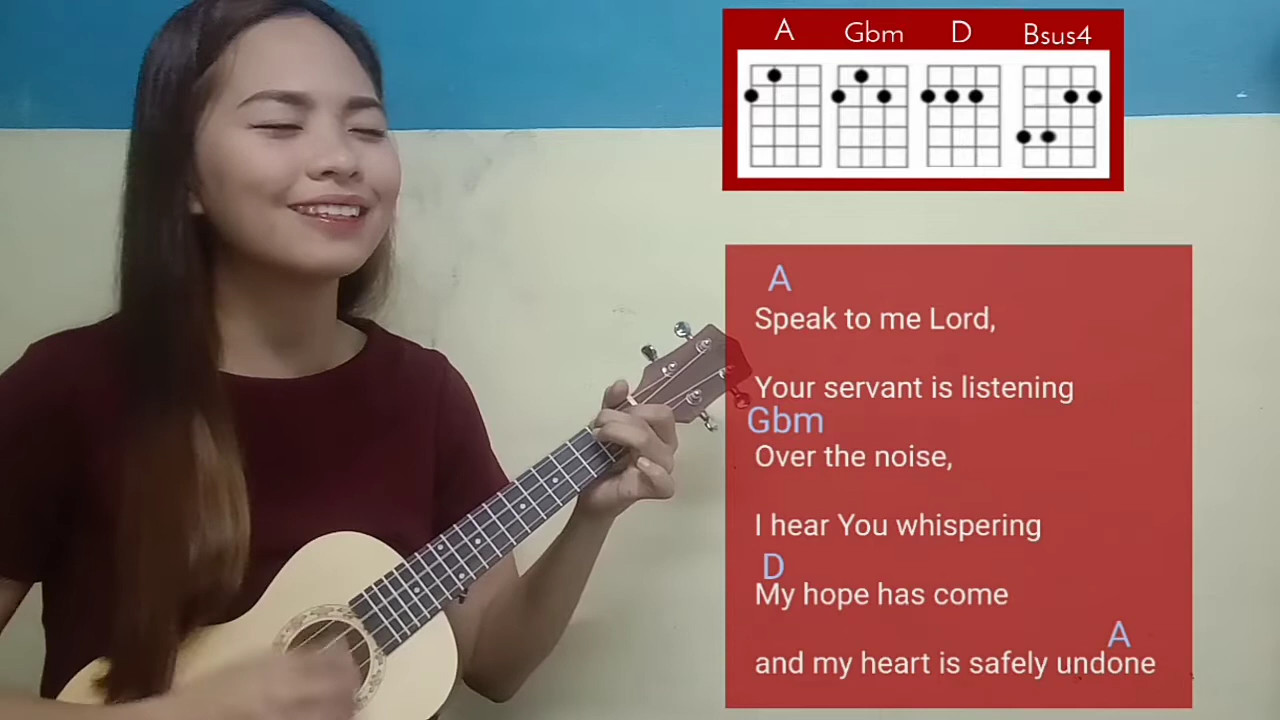 A Gbm D Bsus4
A
Speak to me Lord,
Your servant is listening
Gbm
Over the noise,
I hear You whispering
D
My hope has come
A
and my heart is safely undone